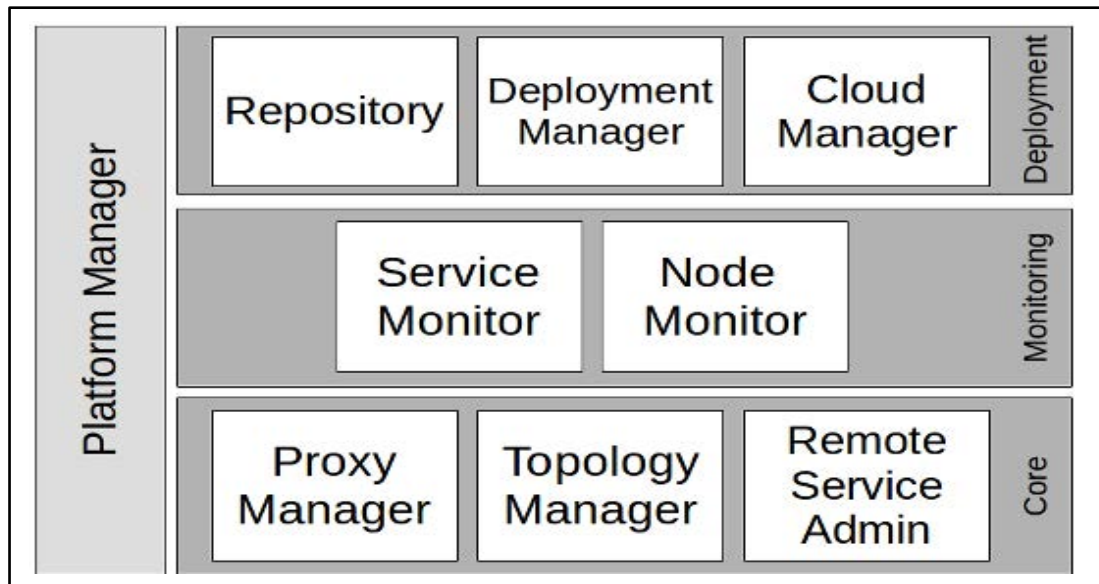 Platform Manager
Repository
Deployment
Manager
Cloud
Manager
Deployment
Service
Monitor
Node
Monitor
Monitoring
Proxy
Manager
Topology
Manager
Remote
Service
Admin
Core